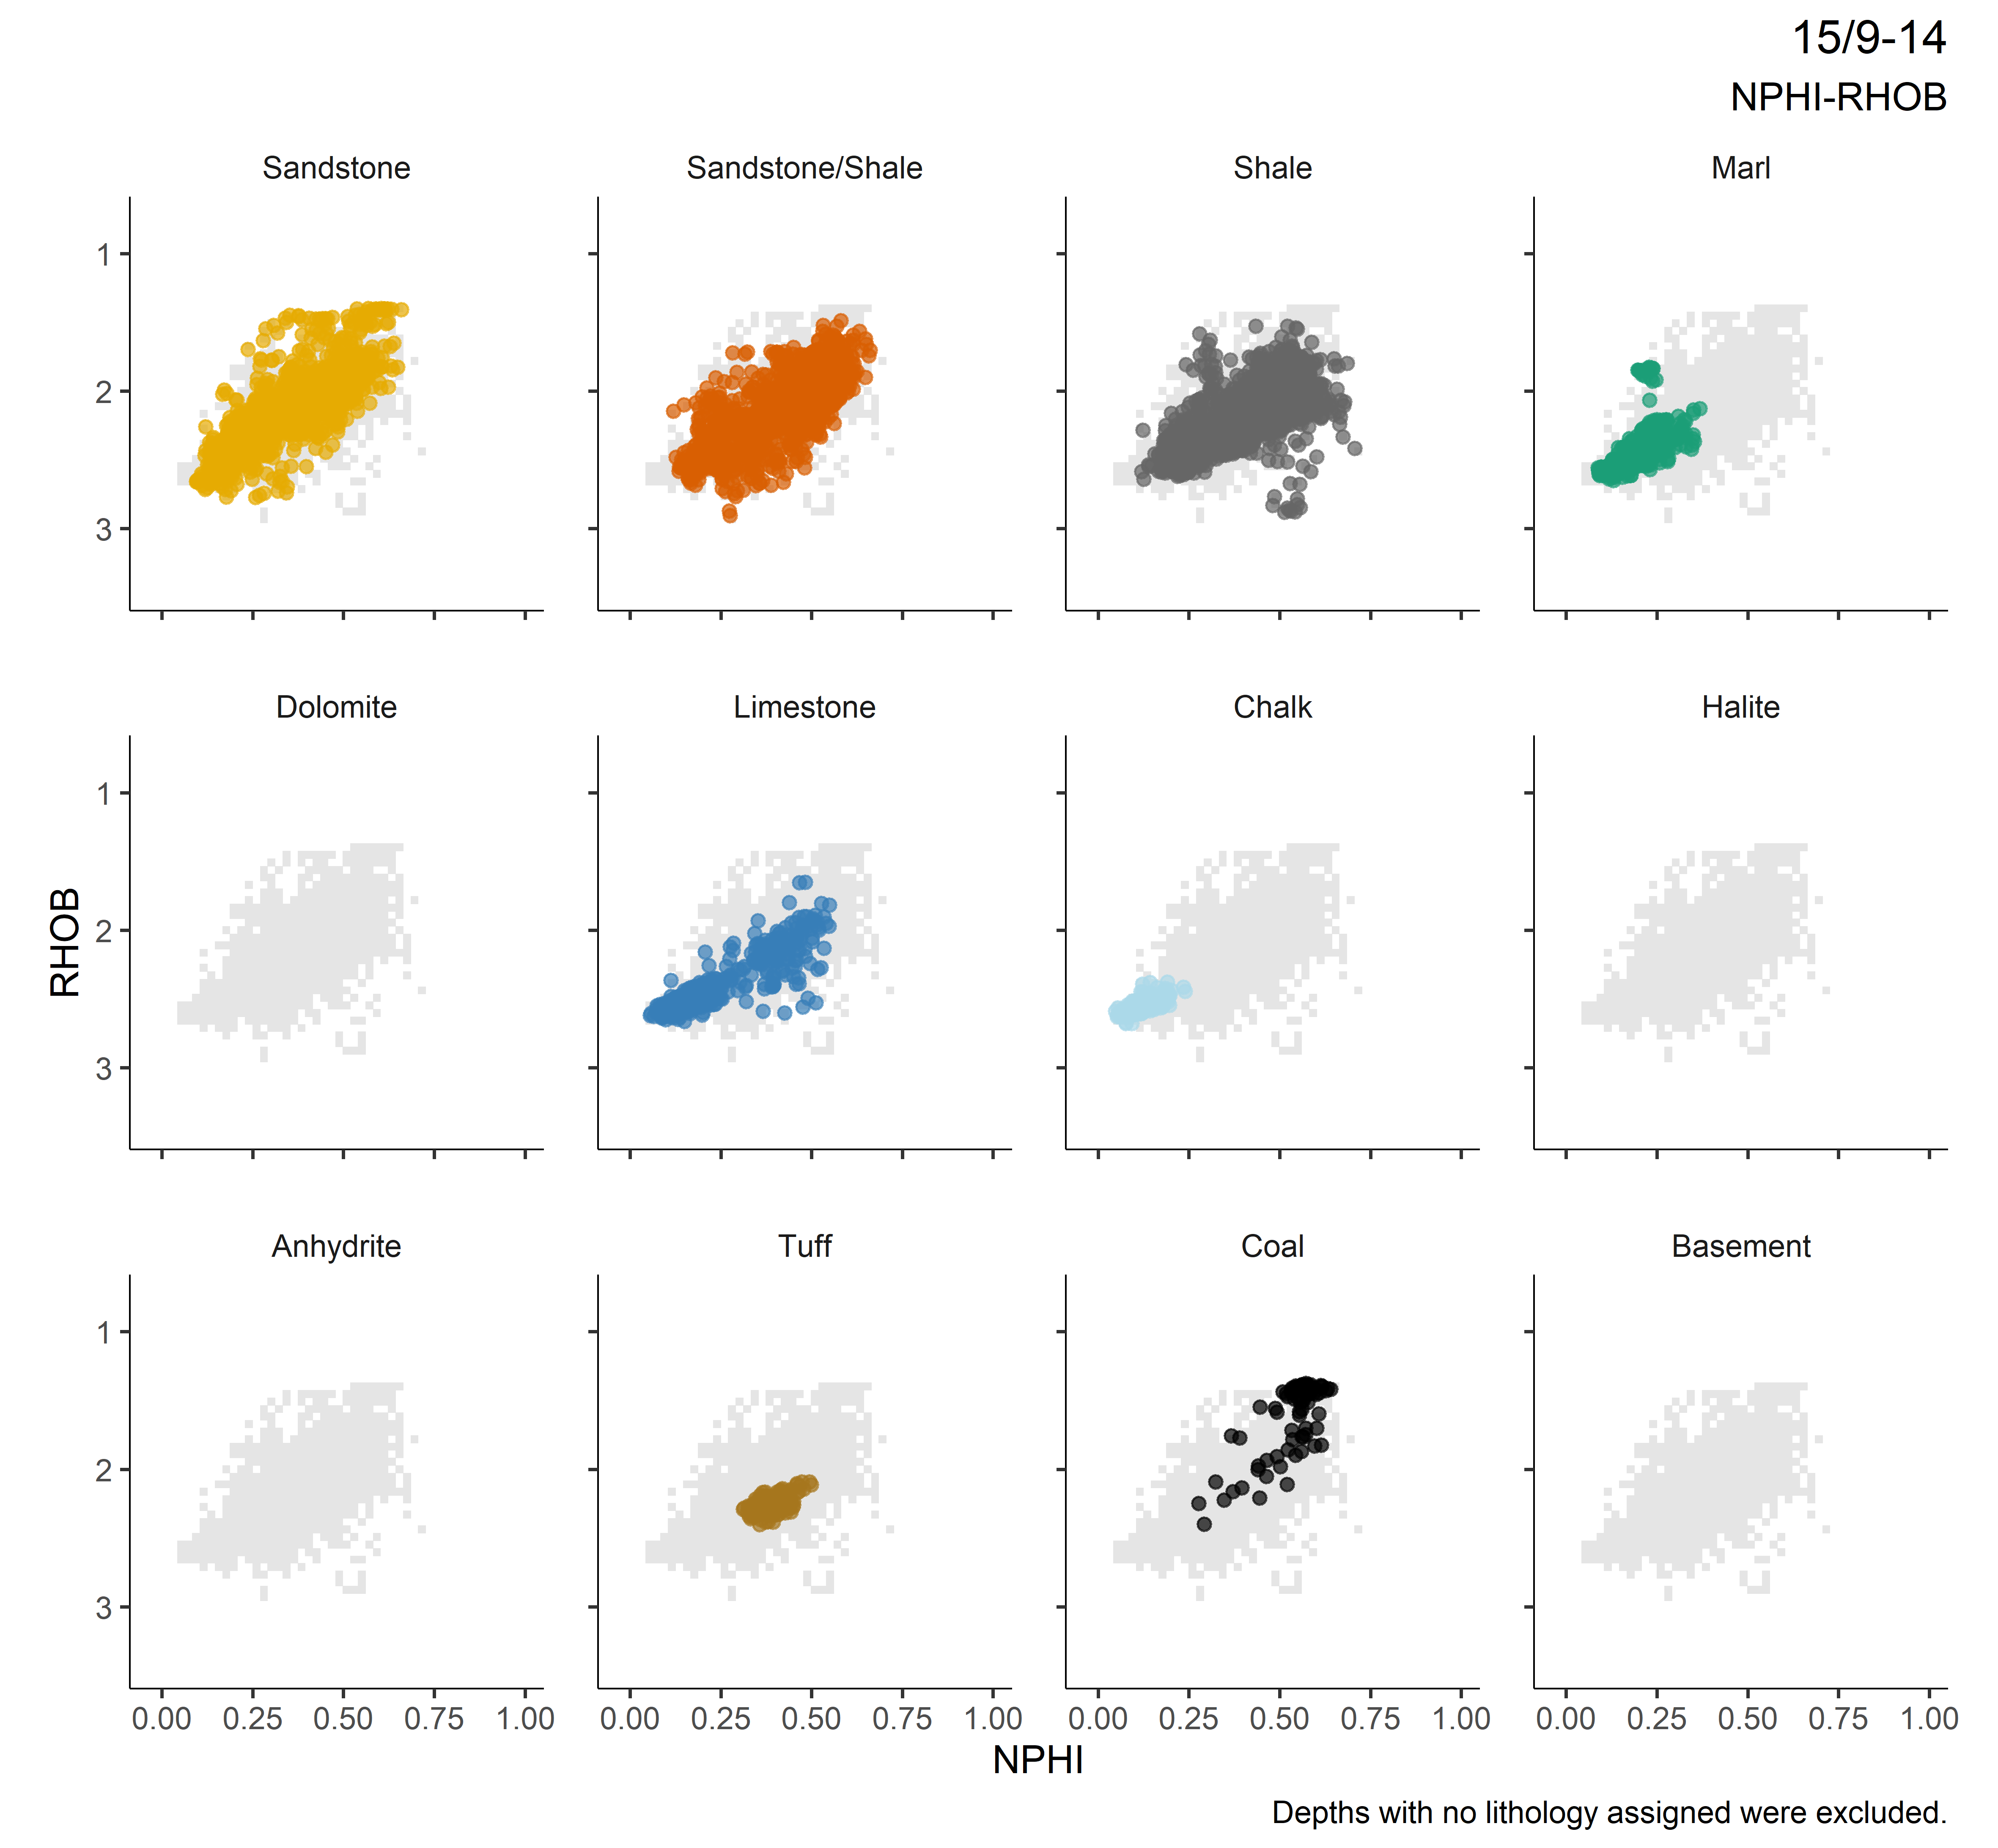 15/9-14
NPHI-RHOB
Sandstone Sandstone/Shale Shale Marl
1
2
3
Dolomite Limestone Chalk Halite
1
2
3
RHOB
Anhydrite Tuff Coal Basement
1
2
3
0.00 0.25 0.50 0.75 1.00 0.00 0.25 0.50 0.75 1.00 0.00 0.25 0.50 0.75 1.00 0.00 0.25 0.50 0.75 1.00
NPHI
Depths with no lithology assigned were excluded.